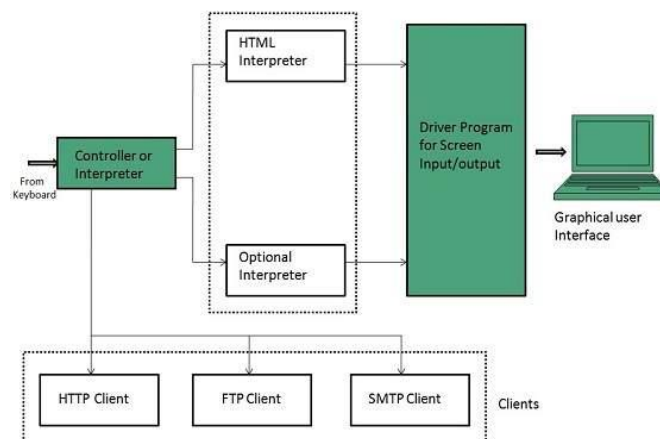 HTML
Interpreter
Controller or
Interpreter
From
Keyboard
Driver Program
for Screen
Input/output
Graphical user
Interface
Optional
Interpreter
HTTP Client
FTP Client
SMTP Client
Clients